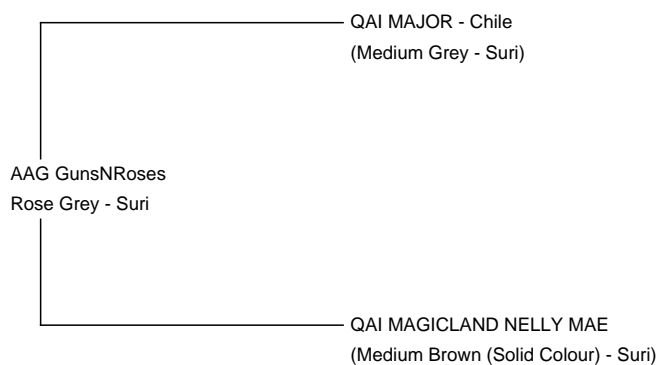 QAI MAJOR - Chile
(Medium Grey - Suri)
AAG GunsNRoses
Rose Grey - Suri
QAI MAGICLAND NELLY MAE
(Medium Brown (Solid Colour) - Suri)